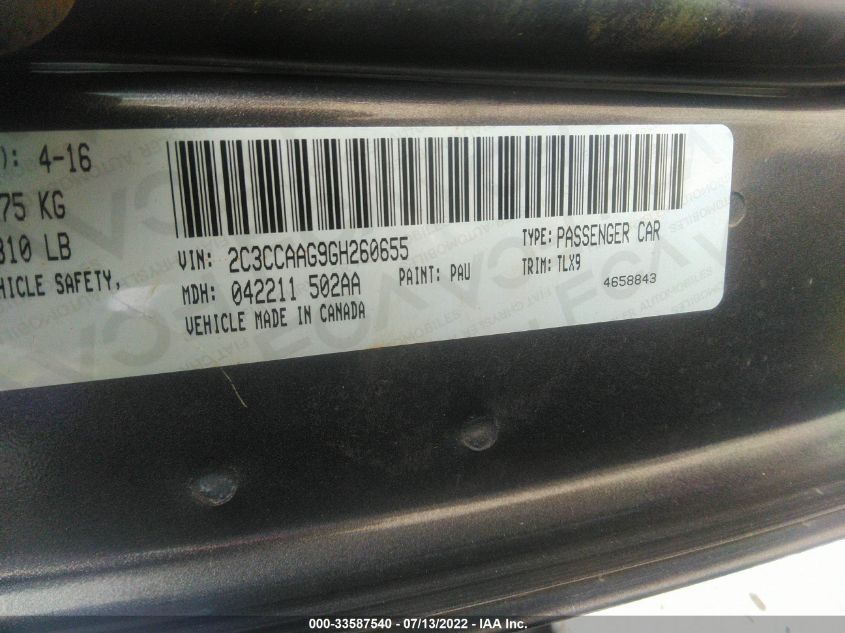 ): 4-16
75 KG
310 LB
HICLE SAFETY,
VIN: 2C3CCAAG9GH260655
TYPE: PASSENGER CAR
MDH: 042211 502AA
PAINT: PAU
TRIM: TLX9
VEHICLE MADE IN CANADA
4658843
000-33587540 - 07/13/2022 - IAA Inc.